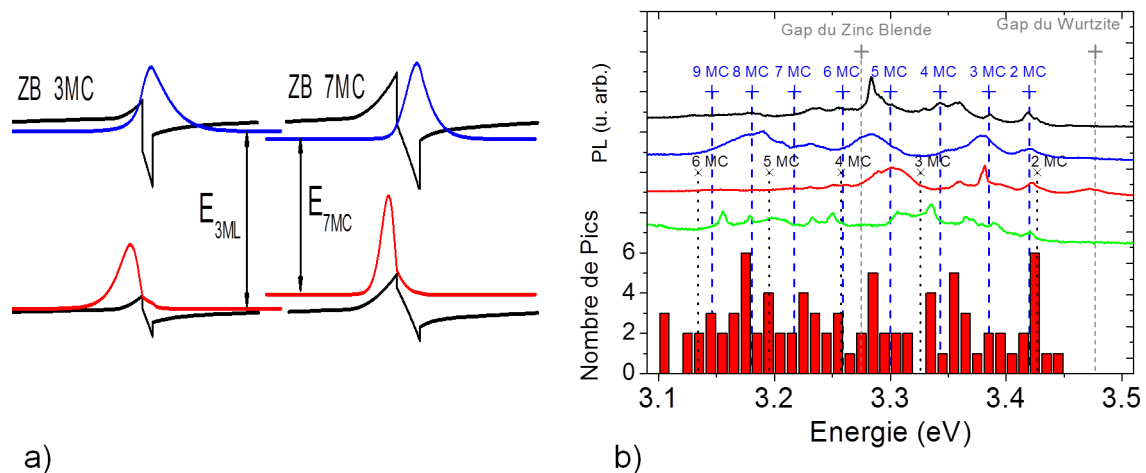 ZB 3MC
ZB 7MC
E3ML
E7MC
a)
Gap du Zinc Blende
Gap du Wurtzite
9 MC 8 MC 7 MC 6 MC 5 MC 4 MC 3 MC 2 MC
6 MC 5 MC 4 MC 3 MC 2 MC
PL (u. arb.)
Nombre de Pics
6
4
2
0
3.1 3.2 3.3 3.4 3.5
Energie (eV)
b)